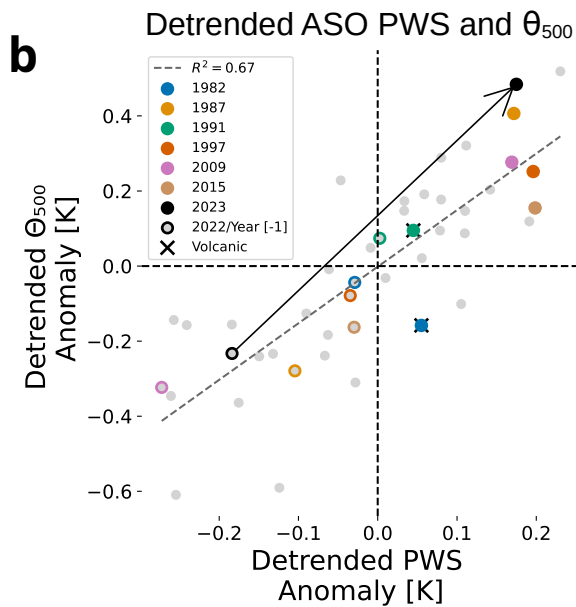 Detrended ASO PWS and θ500
b
R² = 0.67
1982
1987
1991
1997
2009
2015
2023
2022/Year [-1]
Volcanic
Detrended Θ500
Anomaly [K]
0.4
0.2
0.0
−0.2
−0.4
−0.6
−0.2 −0.1 0.0 0.1 0.2
Detrended PWS
Anomaly [K]